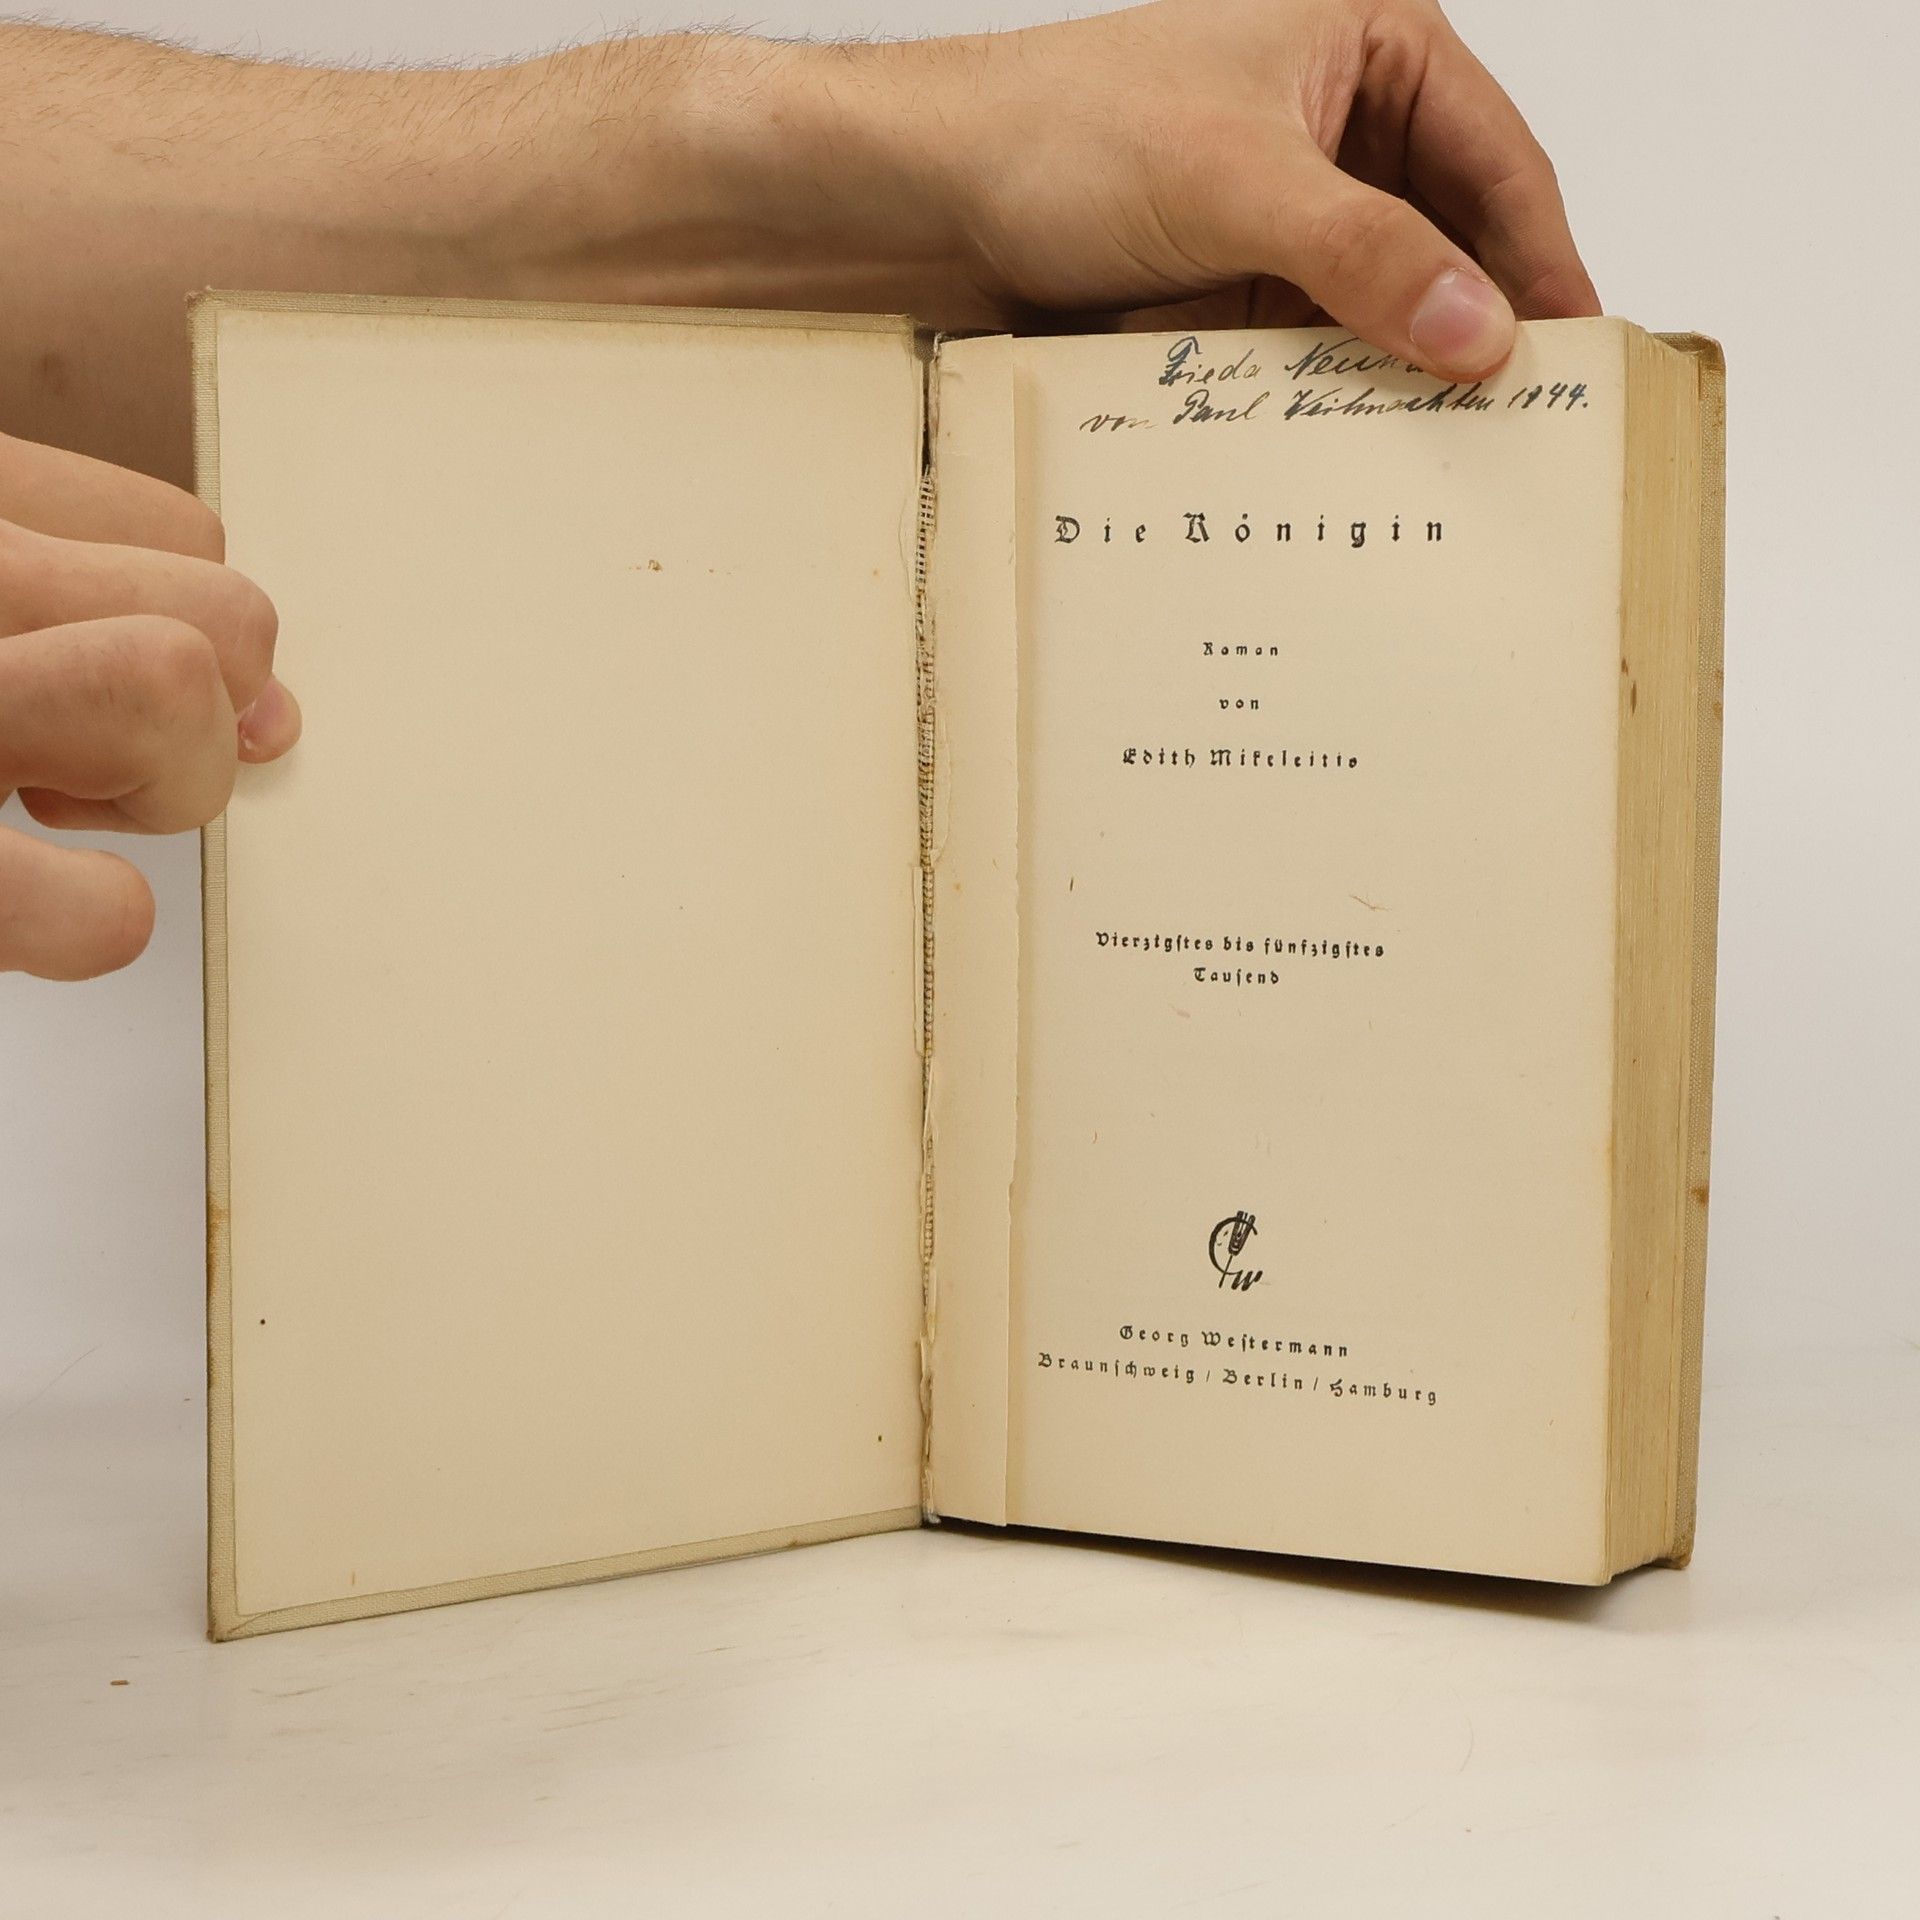 Frieda
von Paul Weihnachten 1944.
Die Königin
Roman
von
Edith Mikeleitis
Vierzigſtes bis fünfzigſtes
Tauſend
GW
Georg Weſtermann
Braunſchweig / Berlin / Hamburg